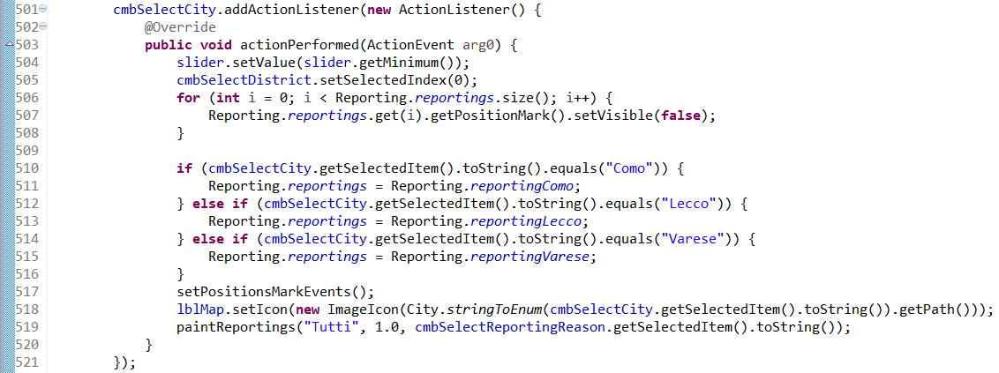 501 cmbSelectCity.addActionListener(new ActionListener() {
502 @Override
503 public void actionPerformed(ActionEvent arg0) {
504 slider.setValue(slider.getMinimum());
505 cmbSelectDistrict.setSelectedIndex(0);
506 for (int i = 0; i < Reporting.reportings.size(); i++) {
507 Reporting.reportings.get(i).getPositionMark().setVisible(false);
508 }
509
510 if (cmbSelectCity.getSelectedItem().toString().equals("Como")) {
511 Reporting.reportings = Reporting.reportingComo;
512 } else if (cmbSelectCity.getSelectedItem().toString().equals("Lecco")) {
513 Reporting.reportings = Reporting.reportingLecco;
514 } else if (cmbSelectCity.getSelectedItem().toString().equals("Varese")) {
515 Reporting.reportings = Reporting.reportingVarese;
516 }
517 setPositionsMarkEvents();
518 lblMap.setIcon(new ImageIcon(City.stringToEnum(cmbSelectCity.getSelectedItem().toString()).getPath()));
519 paintReportings("Tutti", 1.0, cmbSelectReportingReason.getSelectedItem().toString());
520 }
521 });